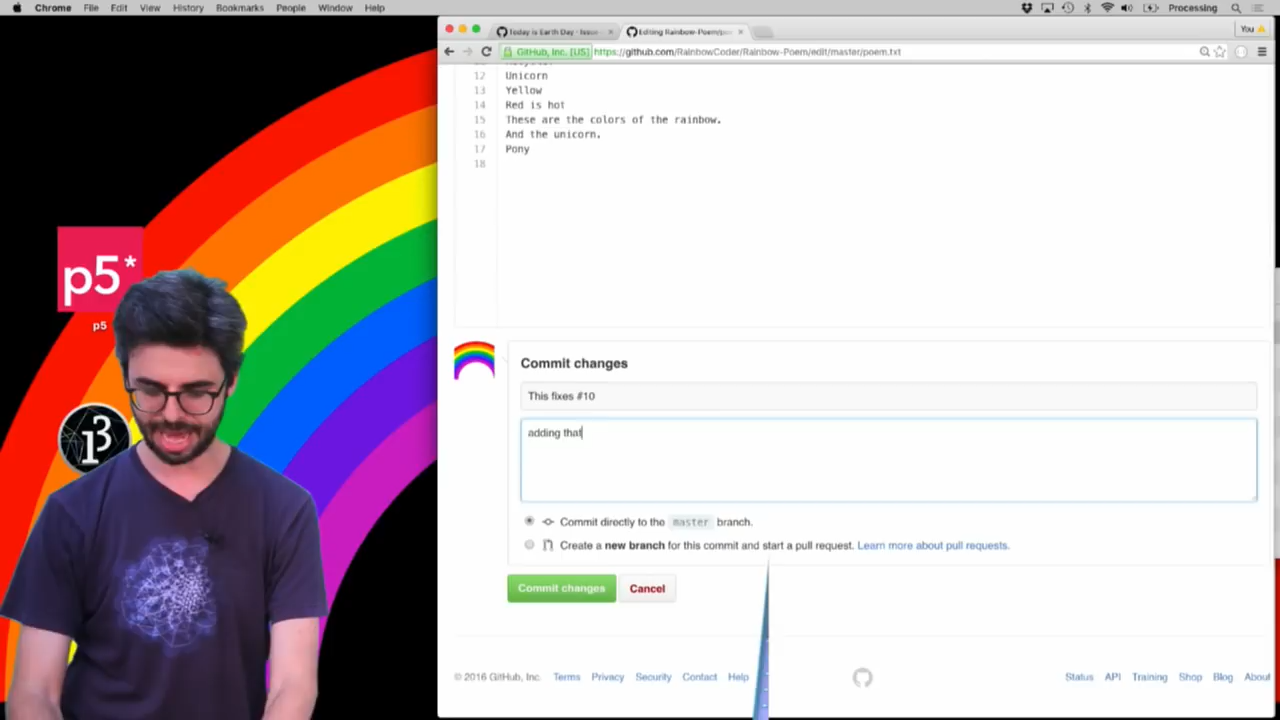 Chrome File Edit View History Bookmarks People Window Help Processing
Today is Earth Day · Issue
Editing Rainbow-Poem/po
You
GitHub, Inc. [US] https://github.com/RainbowCoder/Rainbow-Poem/edit/master/poem.txt
12 Unicorn
13 Yellow
14 Red is hot
15 These are the colors of the rainbow.
16 And the unicorn.
17 Pony
18
p5*
p5
Commit changes
This fixes #10
adding that
Commit directly to the master branch.
Create a new branch for this commit and start a pull request. Learn more about pull requests.
Commit changes Cancel
© 2016 GitHub, Inc. Terms Privacy Security Contact Help Status API Training Shop Blog About